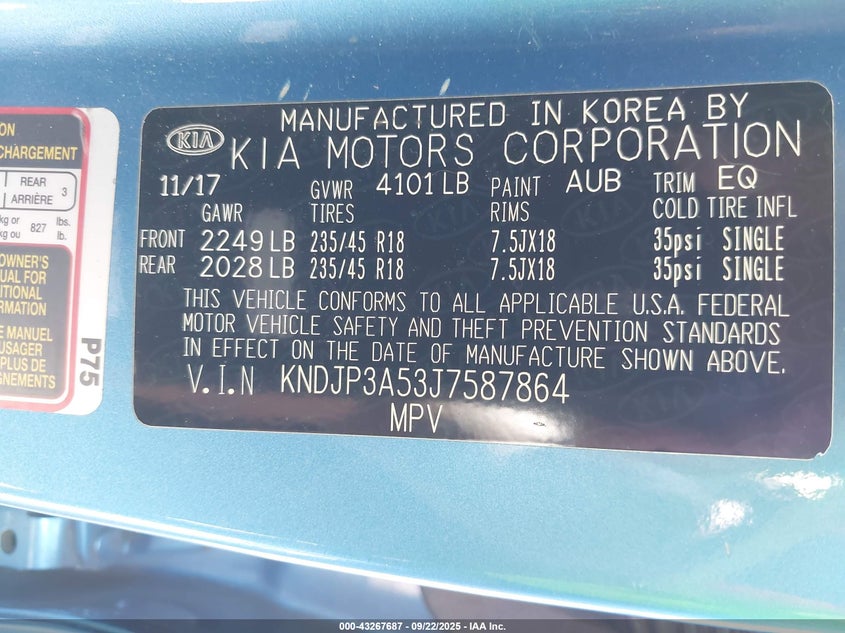 ON
CHARGEMENT
REAR
ARRIÈRE
3
kg or
kg ou
827
lbs.
lb.
OWNER'S
UAL FOR
ITIONAL
RMATION
E MANUEL
USAGER
PLUS DE
GNEMENTS
P75
MANUFACTURED IN KOREA BY
KIA KIA MOTORS CORPORATION
11/17 GVWR 4101 LB PAINT AUB TRIM EQ
GAWR TIRES RIMS COLD TIRE INFL
FRONT 2249 LB 235/45 R18 7.5JX18 35psi SINGLE
REAR 2028 LB 235/45 R18 7.5JX18 35psi SINGLE
THIS VEHICLE CONFORMS TO ALL APPLICABLE U.S.A. FEDERAL
MOTOR VEHICLE SAFETY AND THEFT PREVENTION STANDARDS
IN EFFECT ON THE DATE OF MANUFACTURE SHOWN ABOVE.
V.I.N KNDJP3A53J7587864
MPV
000-43267687 - 09/22/2025 - IAA Inc.